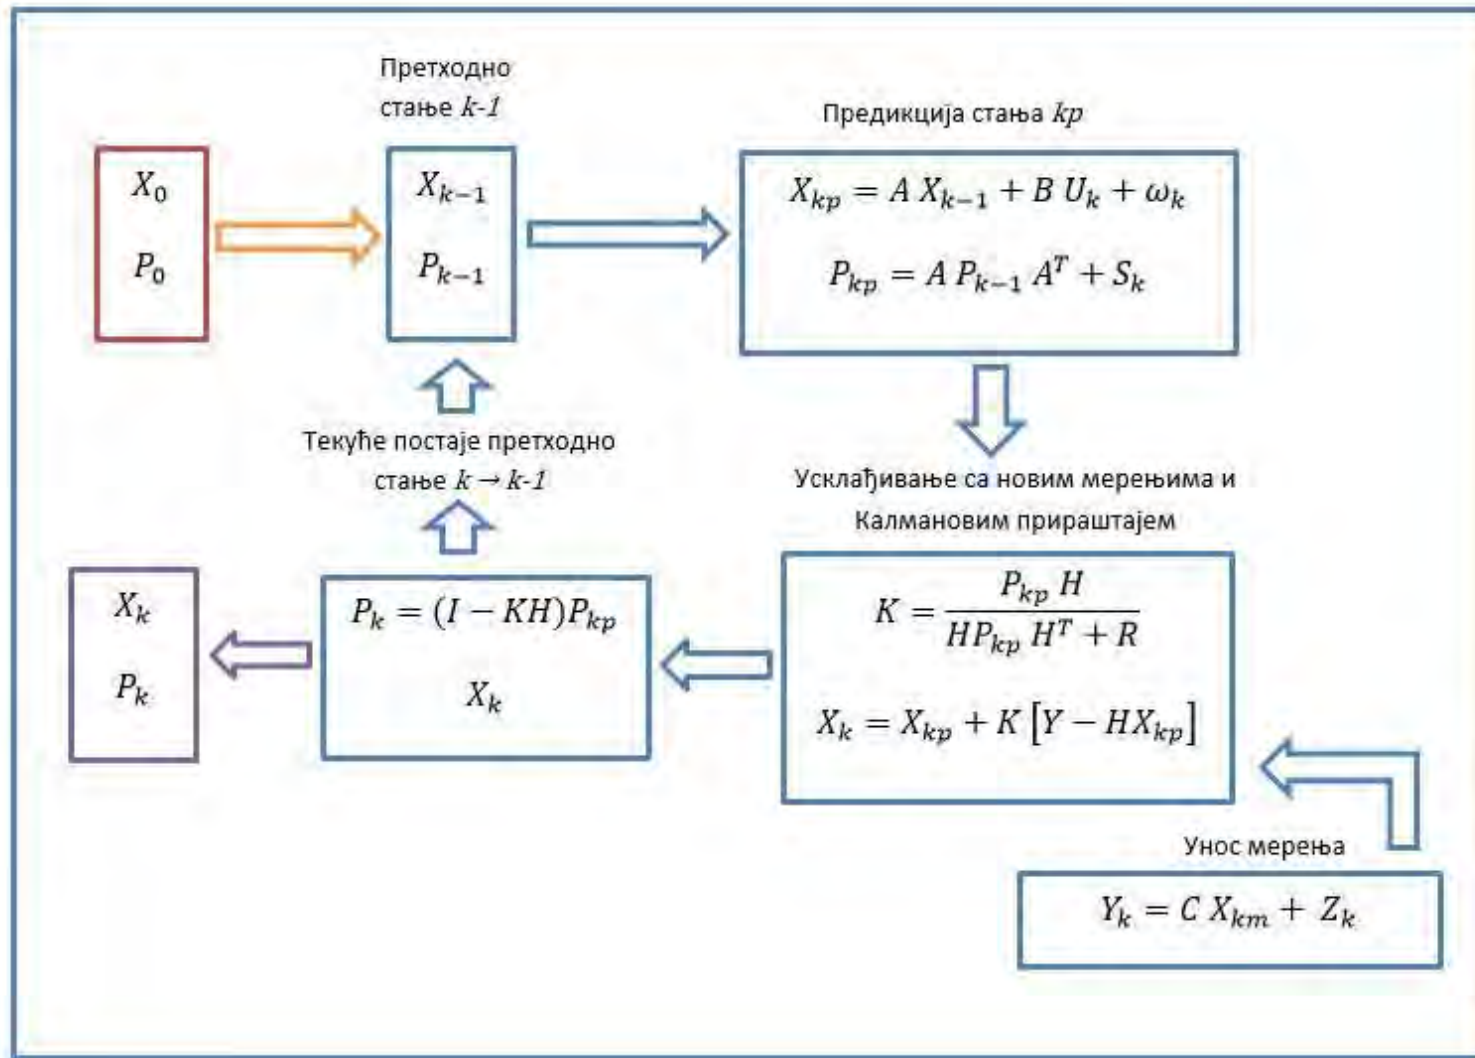 Претходно
стање k-1
Предикција стања kp
X₀
P₀
Xₖ₋₁
Pₖ₋₁
Xₖₚ = A Xₖ₋₁ + B Uₖ + ωₖ
Pₖₚ = A Pₖ₋₁ Aᵀ + Sₖ
Текуће постаје претходно
стање k → k-1
Усклађивање са новим мерењима и
Калмановим прираштајем
Xₖ
Pₖ
Pₖ = (I − KH)Pₖₚ
Xₖ
K = Pₖₚ H / HPₖₚ Hᵀ + R
Xₖ = Xₖₚ + K [Y − HXₖₚ]
Унос мерења
Yₖ = C Xₖₘ + Zₖ